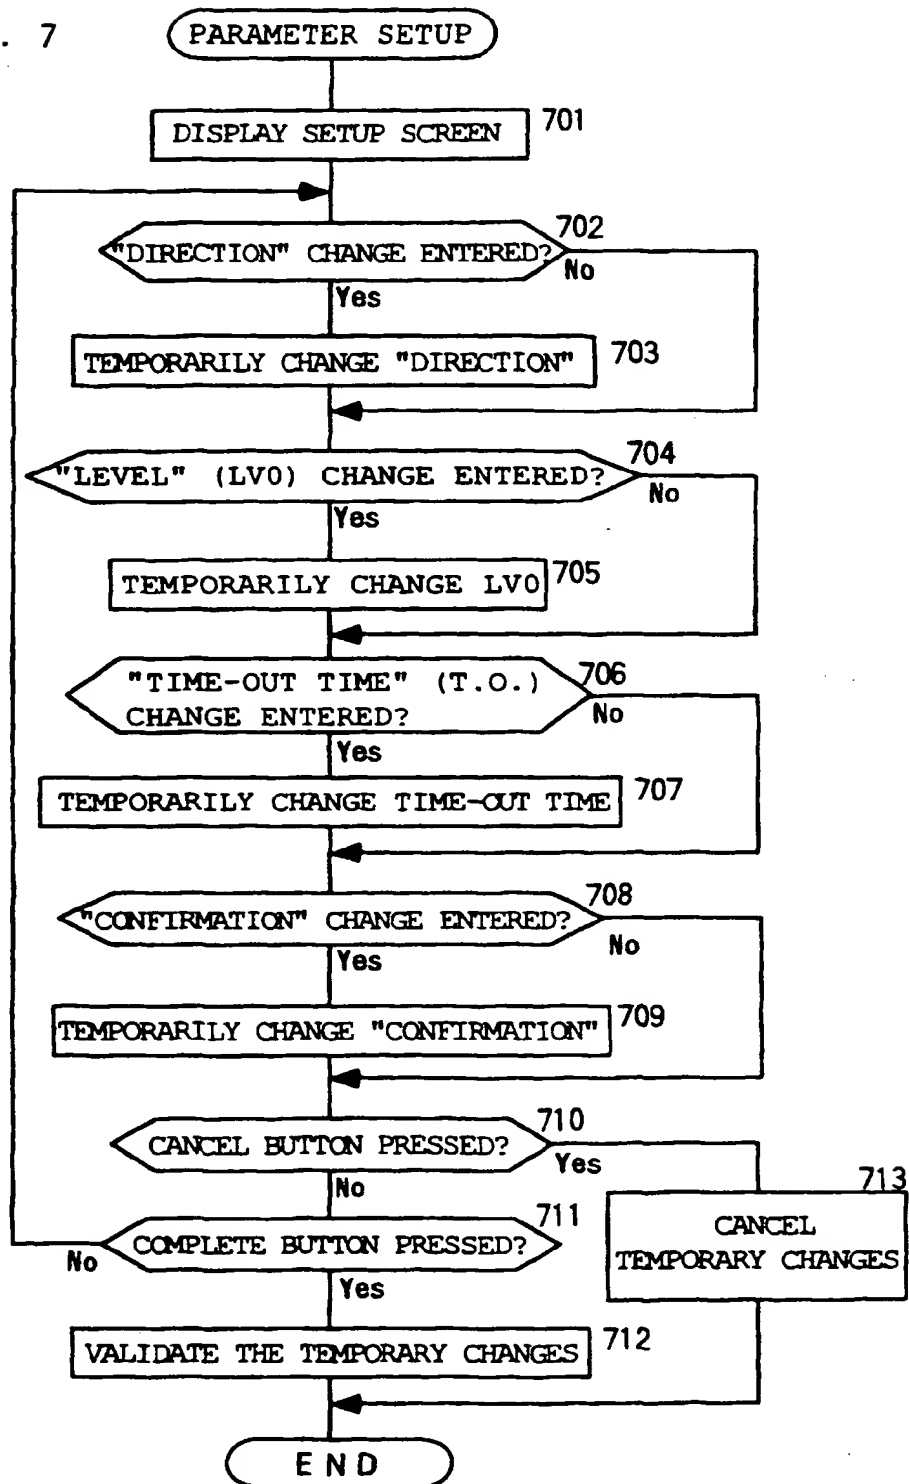 . 7
PARAMETER SETUP
701
DISPLAY SETUP SCREEN
702
"DIRECTION" CHANGE ENTERED?
No
Yes
703
TEMPORARILY CHANGE "DIRECTION"
704
"LEVEL" (LV0) CHANGE ENTERED?
No
Yes
705
TEMPORARILY CHANGE LV0
706
"TIME-OUT TIME" (T.O.)
CHANGE ENTERED?
No
Yes
707
TEMPORARILY CHANGE TIME-OUT TIME
708
"CONFIRMATION" CHANGE ENTERED?
No
Yes
709
TEMPORARILY CHANGE "CONFIRMATION"
710
CANCEL BUTTON PRESSED?
Yes
No
713
CANCEL
TEMPORARY CHANGES
711
COMPLETE BUTTON PRESSED?
No
Yes
712
VALIDATE THE TEMPORARY CHANGES
END